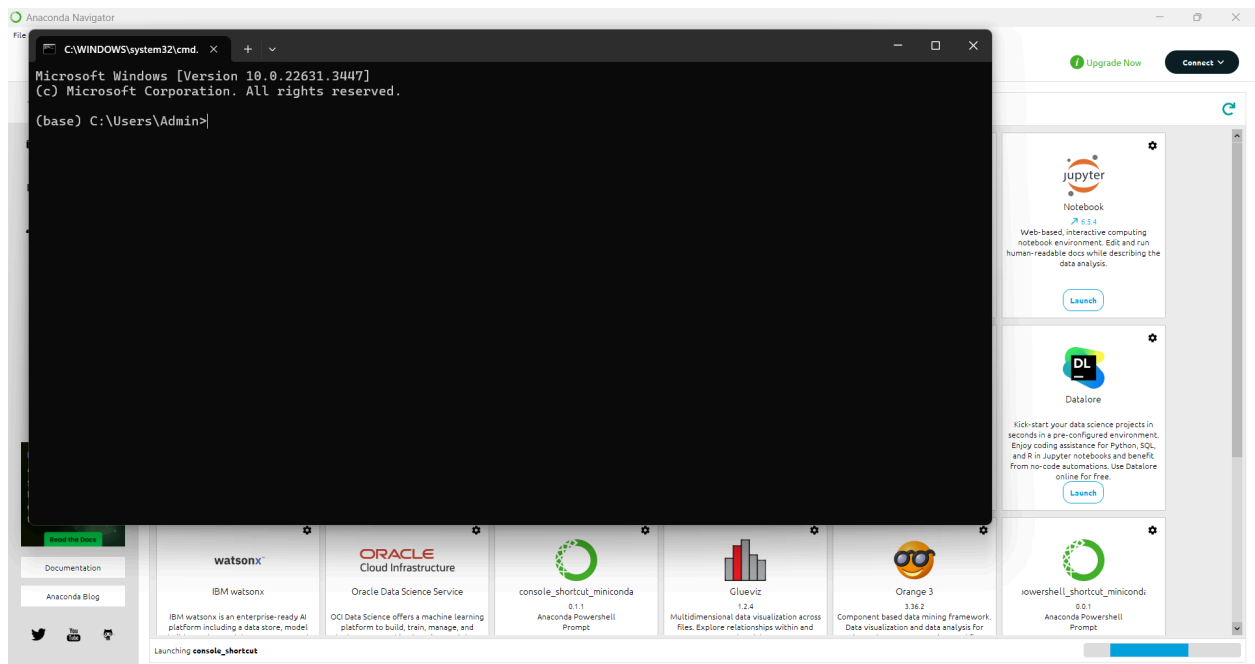 Anaconda Navigator
File
C:\WINDOWS\system32\cmd.
Upgrade Now
Connect
Microsoft Windows [Version 10.0.22631.3447]
(c) Microsoft Corporation. All rights reserved.
(base) C:\Users\Admin>
jupyter
Notebook
6.5.4
Web-based, interactive computing
notebook environment. Edit and run
human-readable docs while describing the
data analysis.
Launch
DL
Datalore
Kick-start your data science projects in
seconds in a pre-configured environment.
Enjoy coding assistance for Python, SQL,
and R in Jupyter notebooks and benefit
from no-code automations. Use Datalore
online for free.
Launch
Read the Docs
Documentation
Anaconda Blog
You
Tube
watsonx
IBM watsonx
IBM watsonx is an enterprise-ready AI
platform including a data store, model
ORACLE
Cloud Infrastructure
Oracle Data Science Service
OCI Data Science offers a machine learning
platform to build, train, manage, and
console_shortcut_miniconda
0.1.1
Anaconda Powershell
Prompt
Glueviz
1.2.4
Multidimensional data visualization across
files. Explore relationships within and
Orange 3
3.36.2
Component based data mining framework.
Data visualization and data analysis for
owershell_shortcut_minicond
0.0.1
Anaconda Powershell
Prompt
Launching console_shortcut